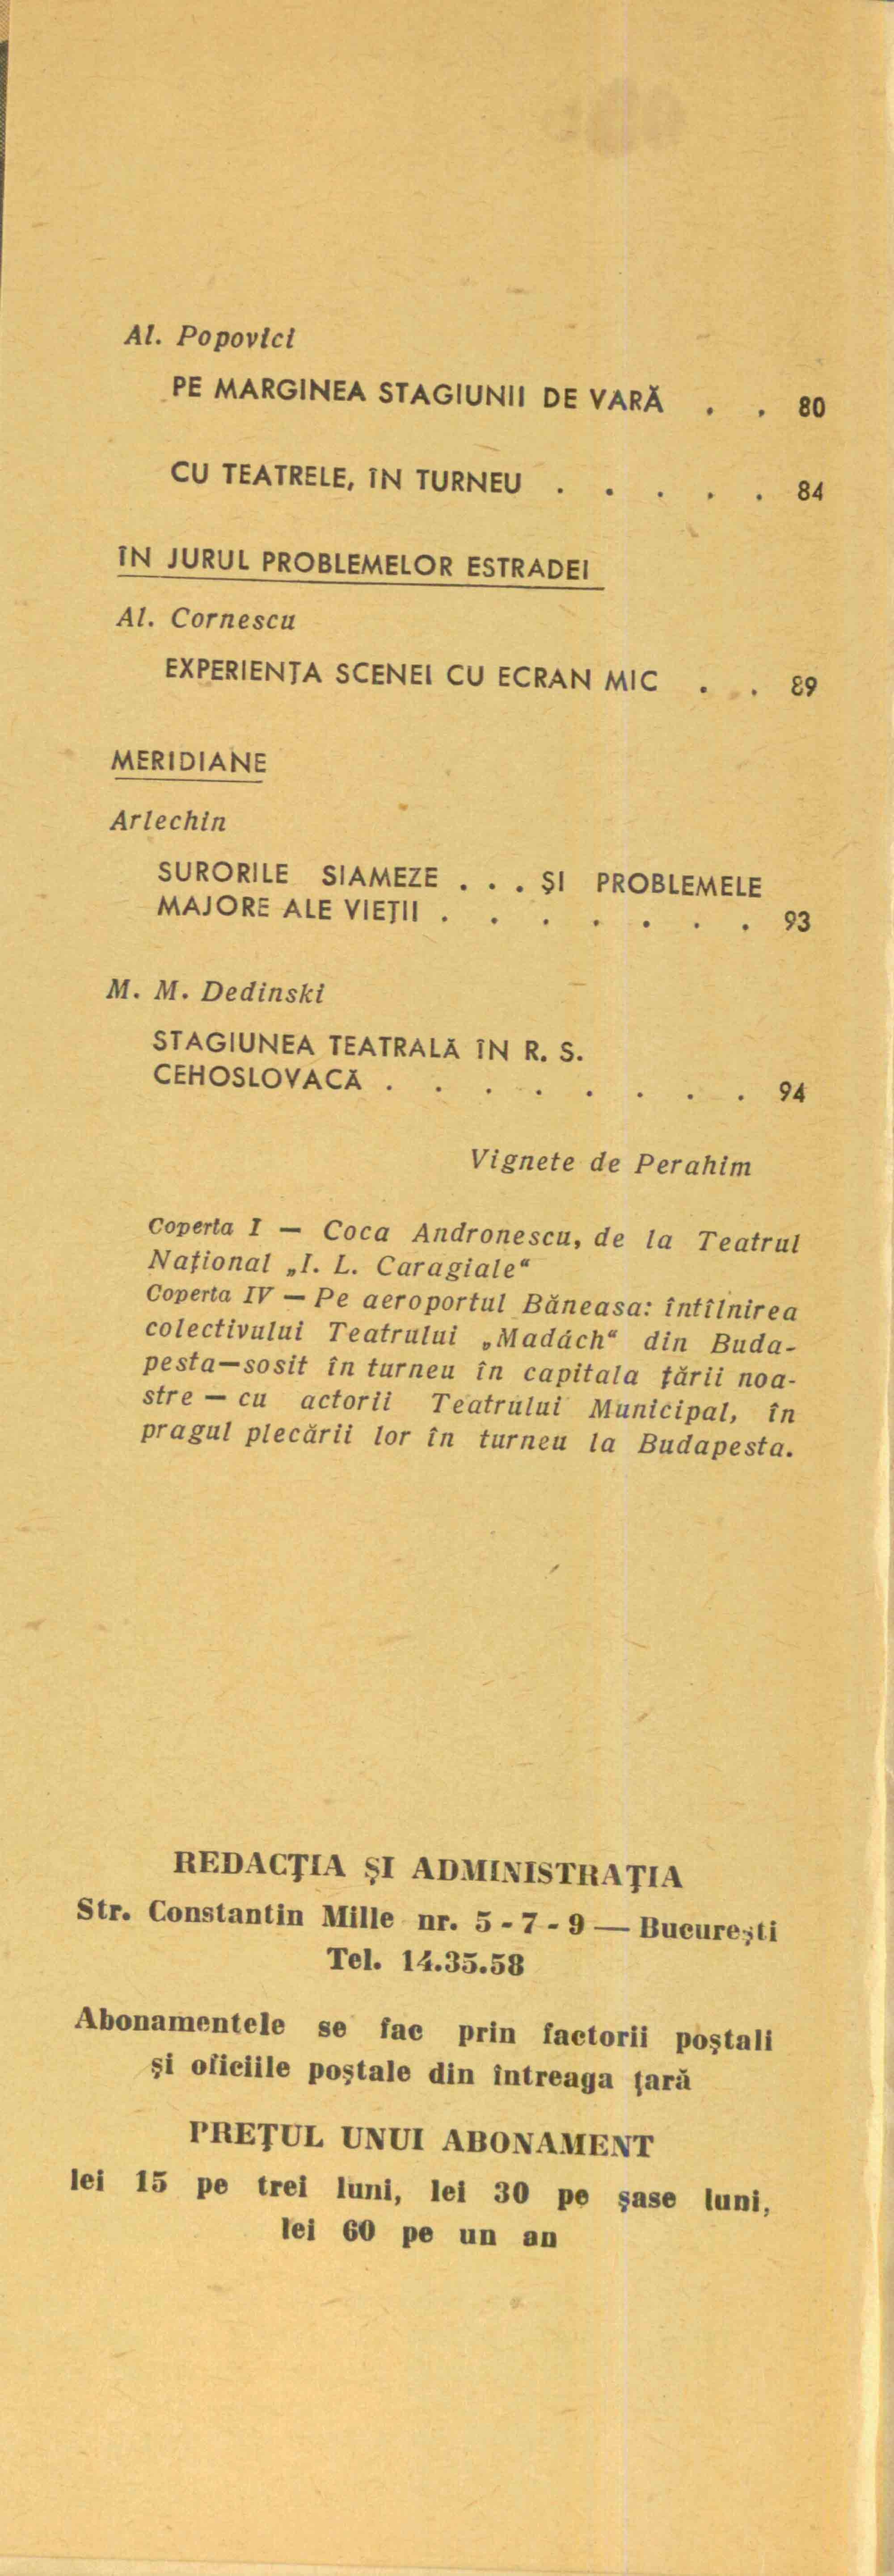 Al. Popovici
PE MARGINEA STAGIUNII DE VARĂ . . 80
CU TEATRELE, ÎN TURNEU . . . . . 84
ÎN JURUL PROBLEMELOR ESTRADEI
Al. Cornescu
EXPERIENȚA SCENEI CU ECRAN MIC . . 89
MERIDIANE
Arlechin
SURORILE SIAMEZE . . . ȘI PROBLEMELE
MAJORE ALE VIEȚII . . . . . . . 93
M. M. Dedinski
STAGIUNEA TEATRALĂ ÎN R. S.
CEHOSLOVACĂ . . . . . . . . 94
Vignete de Perahim
Coperta I — Coca Andronescu, de la Teatrul
Național „I. L. Caragiale“
Coperta IV — Pe aeroportul Băneasa: întîlnirea
colectivului Teatrului „Madách“ din Buda-
pesta—sosit în turneu în capitala țării noa-
stre — cu actorii Teatrului Municipal, în
pragul plecării lor în turneu la Budapesta.
REDACŢIA ŞI ADMINISTRAŢIA
Str. Constantin Mille nr. 5 - 7 - 9 — Bucureşti
Tel. 14.35.58
Abonamentele se fac prin factorii poştali
şi oficiile poştale din întreaga ţară
PREŢUL UNUI ABONAMENT
lei 15 pe trei luni, lei 30 pe şase luni,
lei 60 pe un an